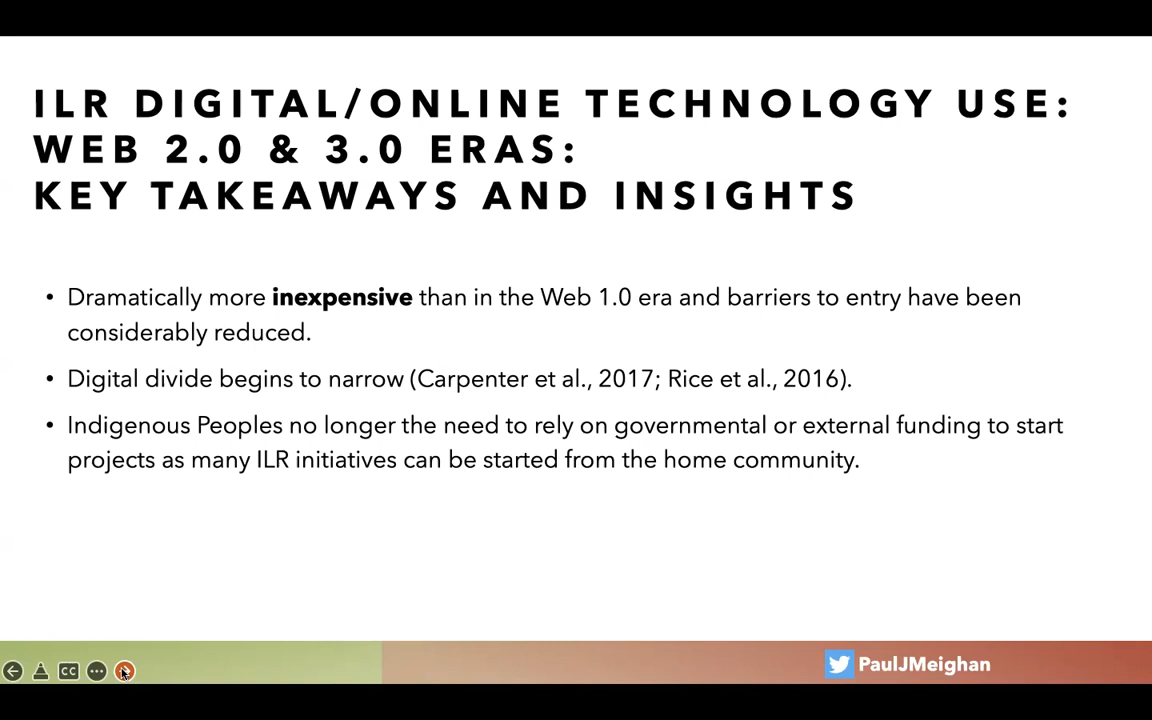 ILR DIGITAL/ONLINE TECHNOLOGY USE:
WEB 2.0 & 3.0 ERAS:
KEY TAKEAWAYS AND INSIGHTS
• Dramatically more inexpensive than in the Web 1.0 era and barriers to entry have been
considerably reduced.
• Digital divide begins to narrow (Carpenter et al., 2017; Rice et al., 2016).
• Indigenous Peoples no longer the need to rely on governmental or external funding to start
projects as many ILR initiatives can be started from the home community.
CC
PaulJMeighan